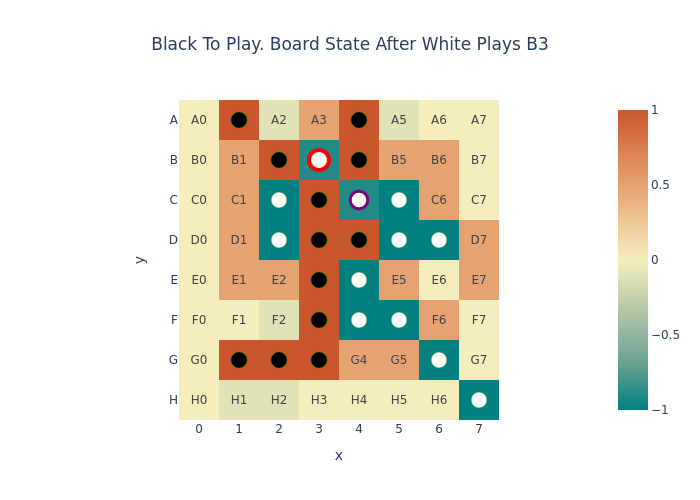 Black To Play. Board State After White Plays B3
A A0 A2 A3 A5 A6 A7
B B0 B1 B5 B6 B7
C C0 C1 C6 C7
D D0 D1 D7
E E0 E1 E2 E5 E6 E7
F F0 F1 F2 F6 F7
G G0 G4 G5 G7
H H0 H1 H2 H3 H4 H5 H6
0 1 2 3 4 5 6 7
x
y
1
0.5
0
−0.5
−1